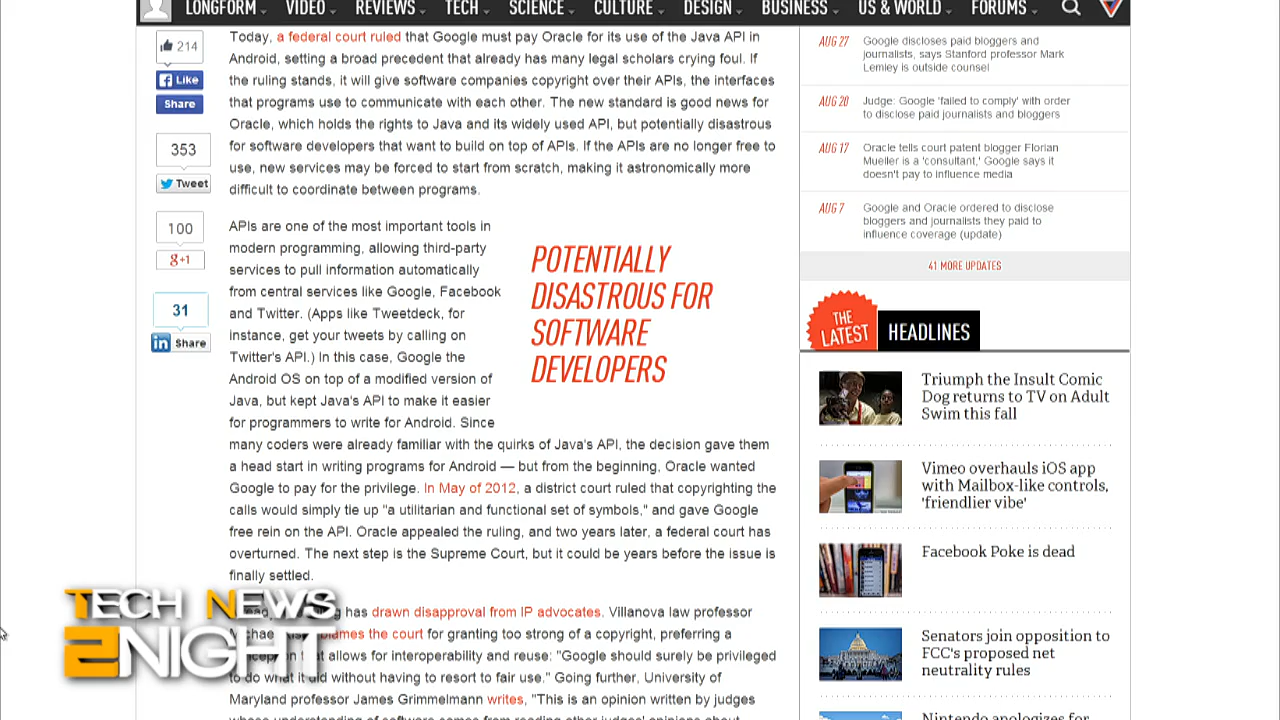 LONGFORM VIDEO REVIEWS TECH SCIENCE CULTURE DESIGN BUSINESS US & WORLD FORUMS
214
Like
Share
353
Tweet
100
g+1
31
in Share
Today, a federal court ruled that Google must pay Oracle for its use of the Java API in
Android, setting a broad precedent that already has many legal scholars crying foul. If
the ruling stands, it will give software companies copyright over their APIs, the interfaces
that programs use to communicate with each other. The new standard is good news for
Oracle, which holds the rights to Java and its widely used API, but potentially disastrous
for software developers that want to build on top of APIs. If the APIs are no longer free to
use, new services may be forced to start from scratch, making it astronomically more
difficult to coordinate between programs.
APIs are one of the most important tools in
modern programming, allowing third-party
services to pull information automatically
from central services like Google, Facebook
and Twitter. (Apps like Tweetdeck, for
instance, get your tweets by calling on
Twitter's API.) In this case, Google the
Android OS on top of a modified version of
Java, but kept Java's API to make it easier
for programmers to write for Android. Since
many coders were already familiar with the quirks of Java's API, the decision gave them
a head start in writing programs for Android — but from the beginning, Oracle wanted
Google to pay for the privilege. In May of 2012, a district court ruled that copyrighting the
calls would simply tie up "a utilitarian and functional set of symbols," and gave Google
free rein on the API. Oracle appealed the ruling, and two years later, a federal court has
overturned. The next step is the Supreme Court, but it could be years before the issue is
finally settled.
POTENTIALLY
DISASTROUS FOR
SOFTWARE
DEVELOPERS
has drawn disapproval from IP advocates. Villanova law professor
blames the court for granting too strong of a copyright, preferring a
that allows for interoperability and reuse: "Google should surely be privileged
to do what it did without having to resort to fair use." Going further, University of
Maryland professor James Grimmelmann writes, "This is an opinion written by judges
whose understanding of software comes from reading other judges' opinions about
AUG 27 Google discloses paid bloggers and
journalists, says Stanford professor Mark
Lemley is outside counsel
AUG 20 Judge: Google 'failed to comply' with order
to disclose paid journalists and bloggers
AUG 17 Oracle tells court patent blogger Florian
Mueller is a 'consultant,' Google says it
doesn't pay to influence media
AUG 7 Google and Oracle ordered to disclose
bloggers and journalists they paid to
influence coverage (update)
41 MORE UPDATES
THE
LATEST
HEADLINES
Triumph the Insult Comic
Dog returns to TV on Adult
Swim this fall
Vimeo overhauls iOS app
with Mailbox-like controls,
'friendlier vibe'
Facebook Poke is dead
Senators join opposition to
FCC's proposed net
neutrality rules
Nintendo apologizes for
TECH NEWS
2NIGHT